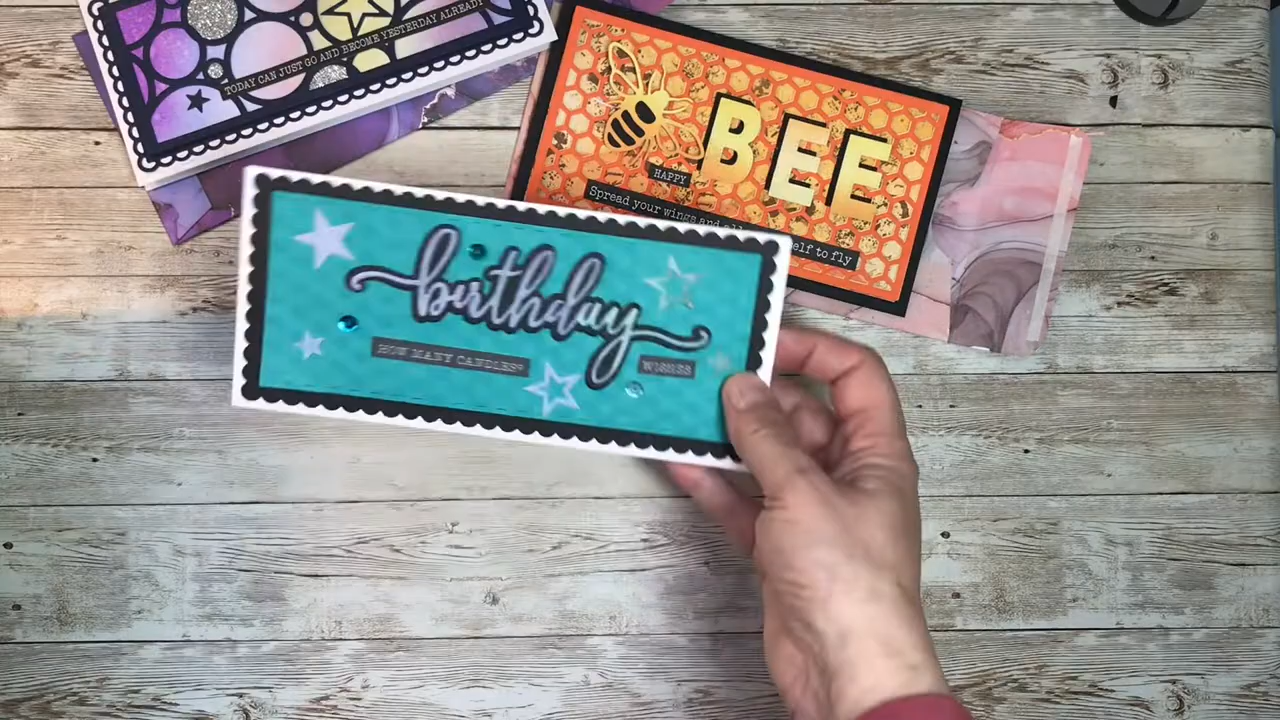 TODAY CAN JUST GO AND BECOME YESTERDAY ALREADY
BEE
HAPPY
Spread your wings and elf to fly
birthday
HOW MANY CANDLES?
WISHES